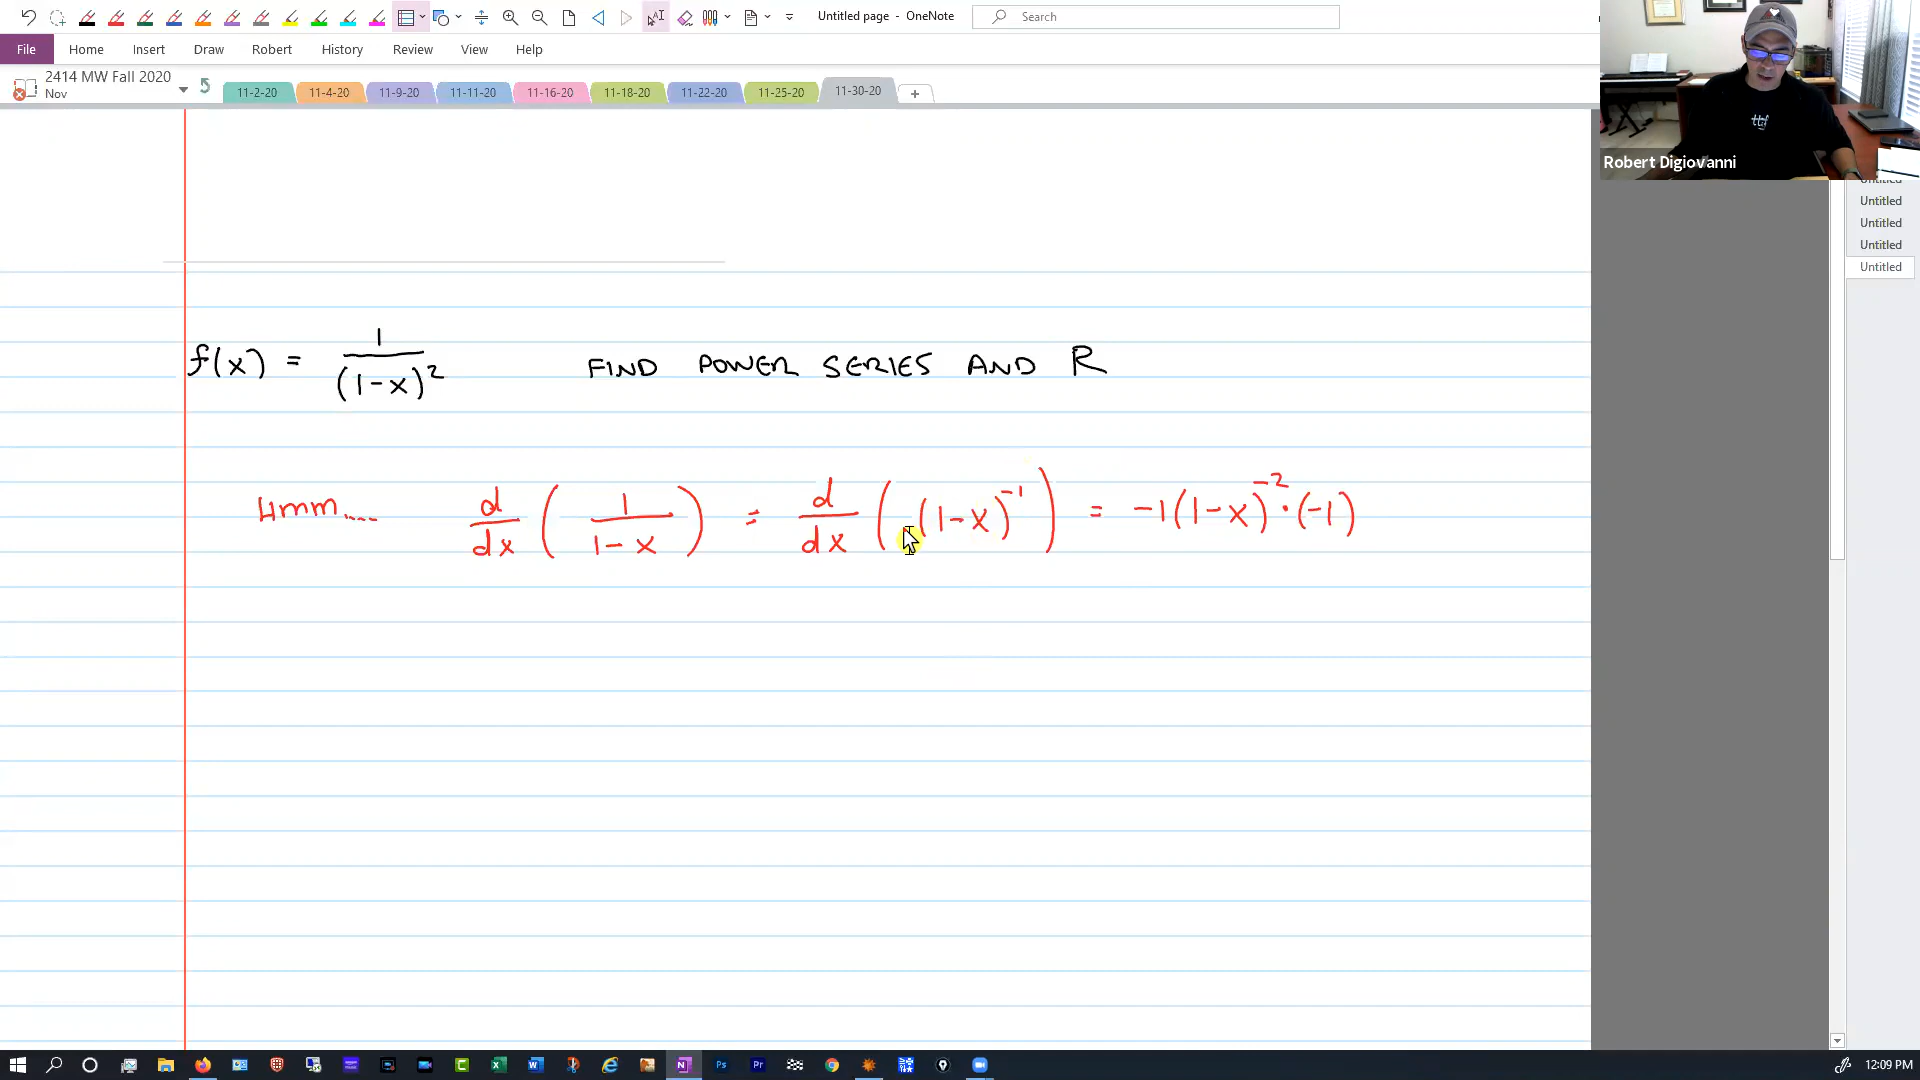 Untitled page - OneNote
Search
File Home Insert Draw Robert History Review View Help
2414 MW Fall 2020
Nov
11-2-20 11-4-20 11-9-20 11-11-20 11-16-20 11-18-20 11-22-20 11-25-20 11-30-20
Robert Digiovanni
Untitled
Untitled
Untitled
Untitled
Untitled
f(x) = 1/(1-x)^2 FIND POWER SERIES AND R
Hmm.... d/dx (1/(1-x)) = d/dx ((1-x)^-1) = -1(1-x)^-2 · (-1)
12:09 PM